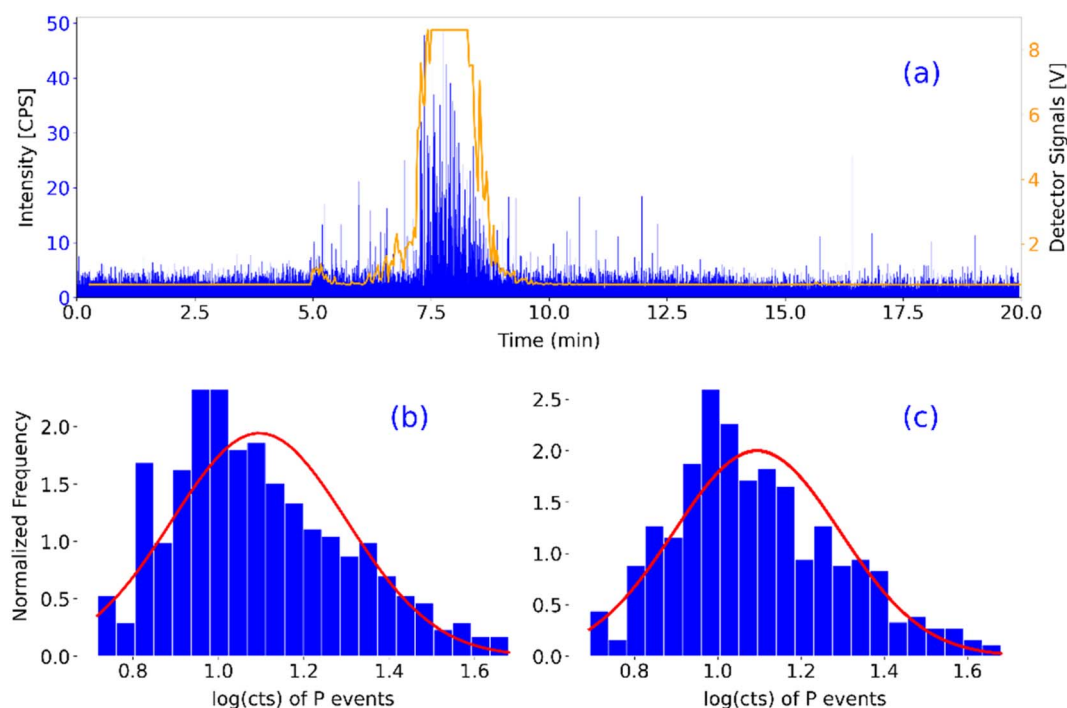 (a)
Intensity [CPS]
50
40
30
20
10
0
Detector Signals [V]
8
6
4
2
0.0 2.5 5.0 7.5 10.0 12.5 15.0 17.5 20.0
Time (min)
(b)
Normalized Frequency
2.0
1.5
1.0
0.5
0.0
0.8 1.0 1.2 1.4 1.6
log(cts) of P events
(c)
2.5
2.0
1.5
1.0
0.5
0.0
0.8 1.0 1.2 1.4 1.6
log(cts) of P events